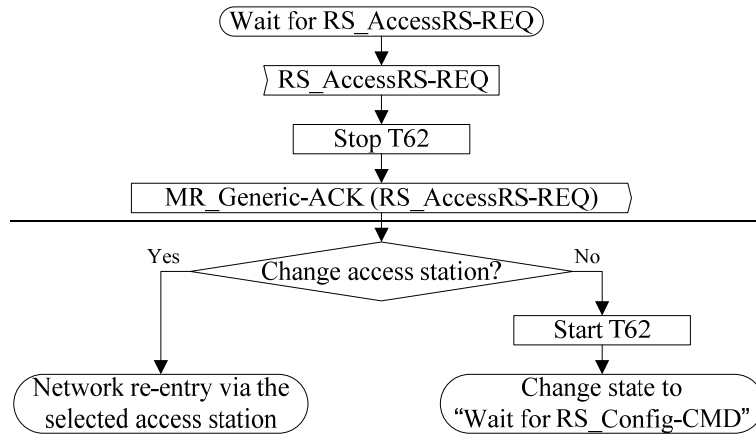 Wait for RS_AccessRS-REQ
RS_AccessRS-REQ
Stop T62
MR_Generic-ACK (RS_AccessRS-REQ)
Yes
Change access station?
No
Start T62
Network re-entry via the
selected access station
Change state to
“Wait for RS_Config-CMD”